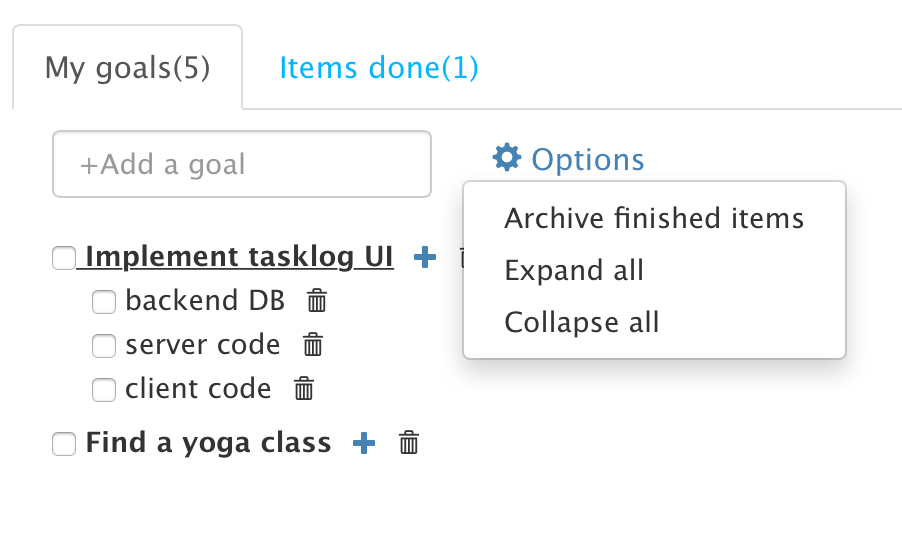 My goals(5)
Items done(1)
+Add a goal
Options
Archive finished items
Expand all
Collapse all
Implement tasklog UI
backend DB
server code
client code
Find a yoga class